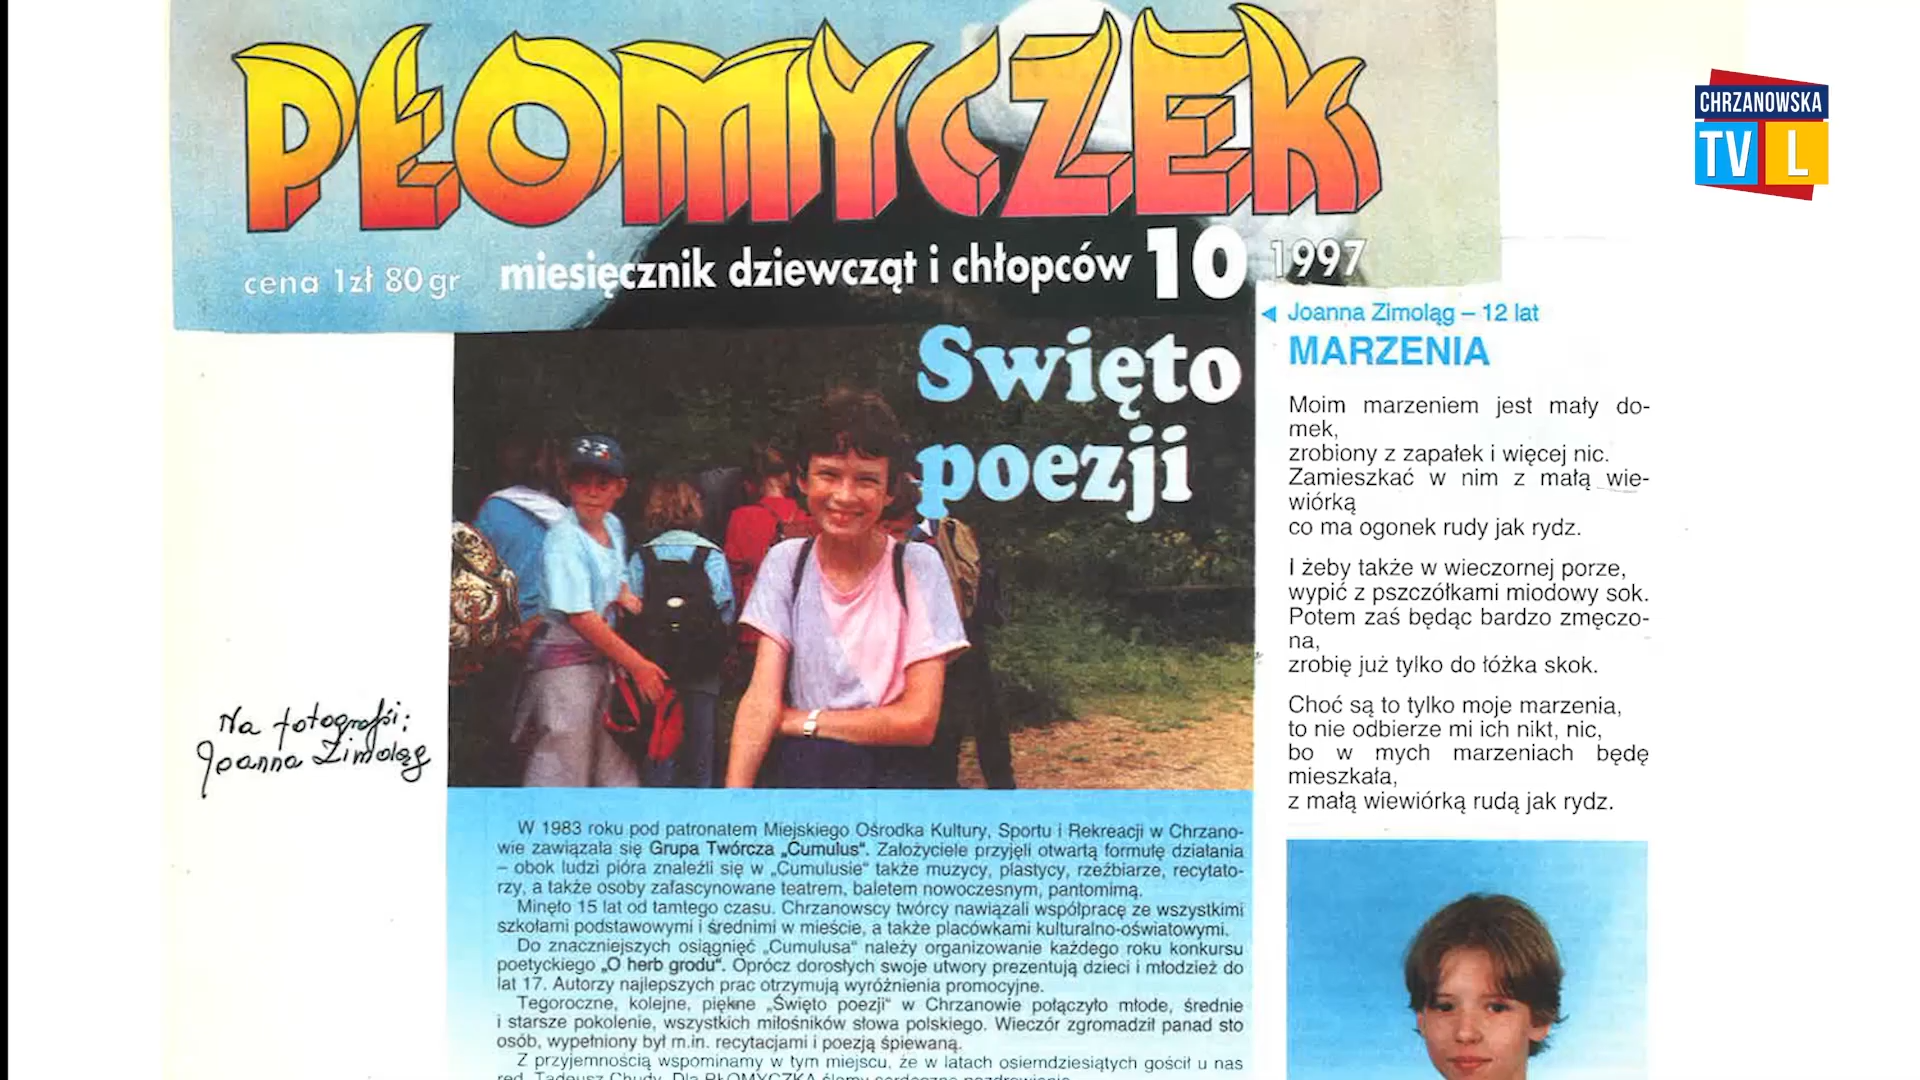 PŁOMYCZEK
cena 1zł 80gr miesięcznik dziewcząt i chłopców 10 1997
CHRZANOWSKA
TV L
Swięto
poezji
Joanna Zimoląg – 12 lat
MARZENIA
Moim marzeniem jest mały do-
mek,
zrobiony z zapałek i więcej nic.
Zamieszkać w nim z małą wie-
wiórką
co ma ogonek rudy jak rydz.
I żeby także w wieczornej porze,
wypić z pszczółkami miodowy sok.
Potem zaś będąc bardzo zmęczo-
na,
zrobię już tylko do łóżka skok.
Choć są to tylko moje marzenia,
to nie odbierze mi ich nikt, nic,
bo w mych marzeniach będę
mieszkała,
z małą wiewiórką rudą jak rydz.
Na fotografii:
Joanna Zimoląg
W 1983 roku pod patronatem Miejskiego Ośrodka Kultury, Sportu i Rekreacji w Chrzano-
wie zawiązała się Grupa Twórcza „Cumulus". Założyciele przyjęli otwartą formułę działania
– obok ludzi pióra znaleźli się w „Cumulusie" także muzycy, plastycy, rzeźbiarze, recytato-
rzy, a także osoby zafascynowane teatrem, baletem nowoczesnym, pantomimą.
Minęło 15 lat od tamtego czasu. Chrzanowscy twórcy nawiązali współpracę ze wszystkimi
szkołami podstawowymi i średnimi w mieście, a także placówkami kulturalno-oświatowymi.
Do znaczniejszych osiągnięć „Cumulusa" należy organizowanie każdego roku konkursu
poetyckiego „O herb grodu". Oprócz dorosłych swoje utwory prezentują dzieci i młodzież do
lat 17. Autorzy najlepszych prac otrzymują wyróżnienia promocyjne.
Tegoroczne, kolejne, piękne „Święto poezji" w Chrzanowie połączyło młode, średnie
i starsze pokolenie, wszystkich miłośników słowa polskiego. Wieczór zgromadził panad sto
osób, wypełniony był m.in. recytacjami i poezją śpiewaną.
Z przyjemnością wspominamy w tym miejscu, że w latach osiemdziesiątych gościł u nas
red. Tadeusz Chudy. Dla PŁOMYCZKA ślemy serdeczne pozdrowienia.